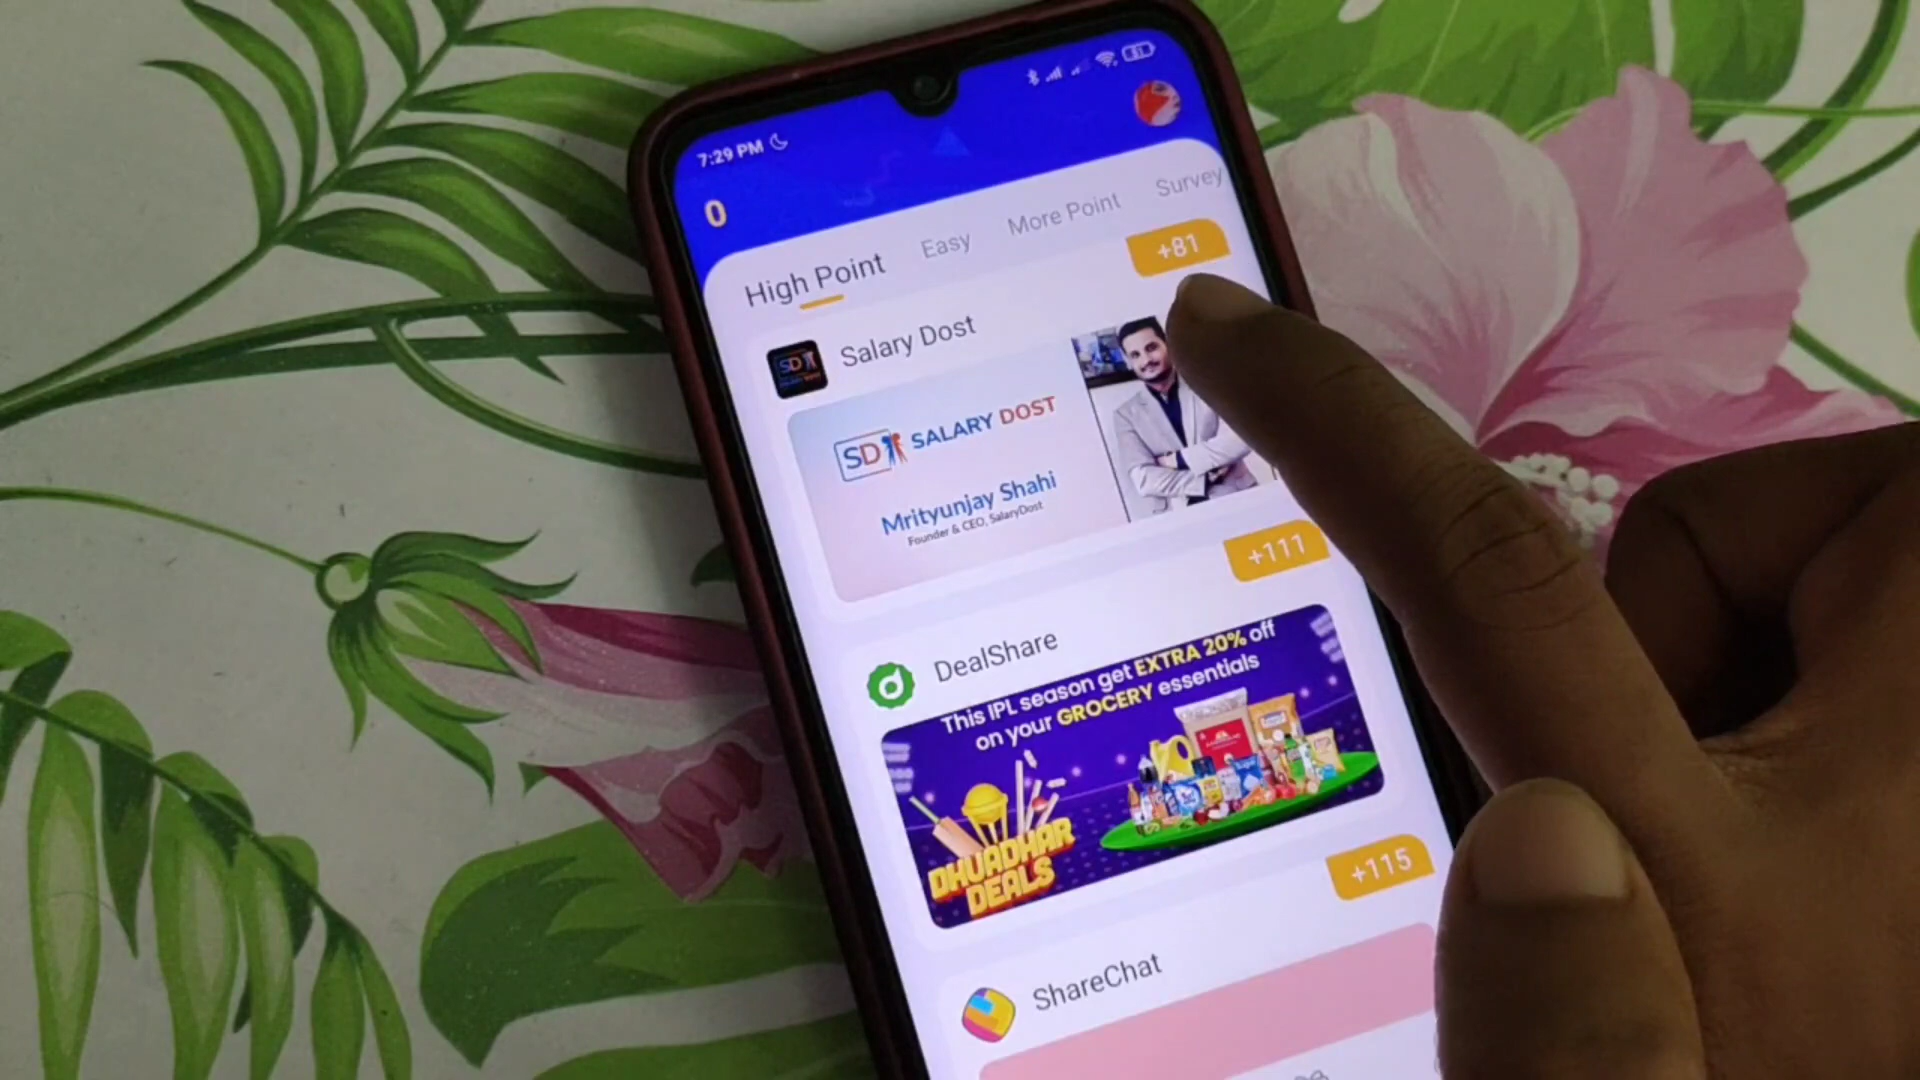 7:29 PM
0
High Point
Easy
More Point
Survey
+81
SD
Salary Dost
SD SALARY DOST
Mrityunjay Shahi
Founder & CEO, SalaryDost
+111
DealShare
This IPL season get EXTRA 20% off
on your GROCERY essentials
DHUADHAR
DEALS
+115
ShareChat